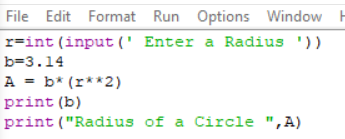 File Edit Format Run Options Window
r=int(input(' Enter a Radius '))
b=3.14
A = b*(r**2)
print(b)
print("Radius of a Circle ",A)